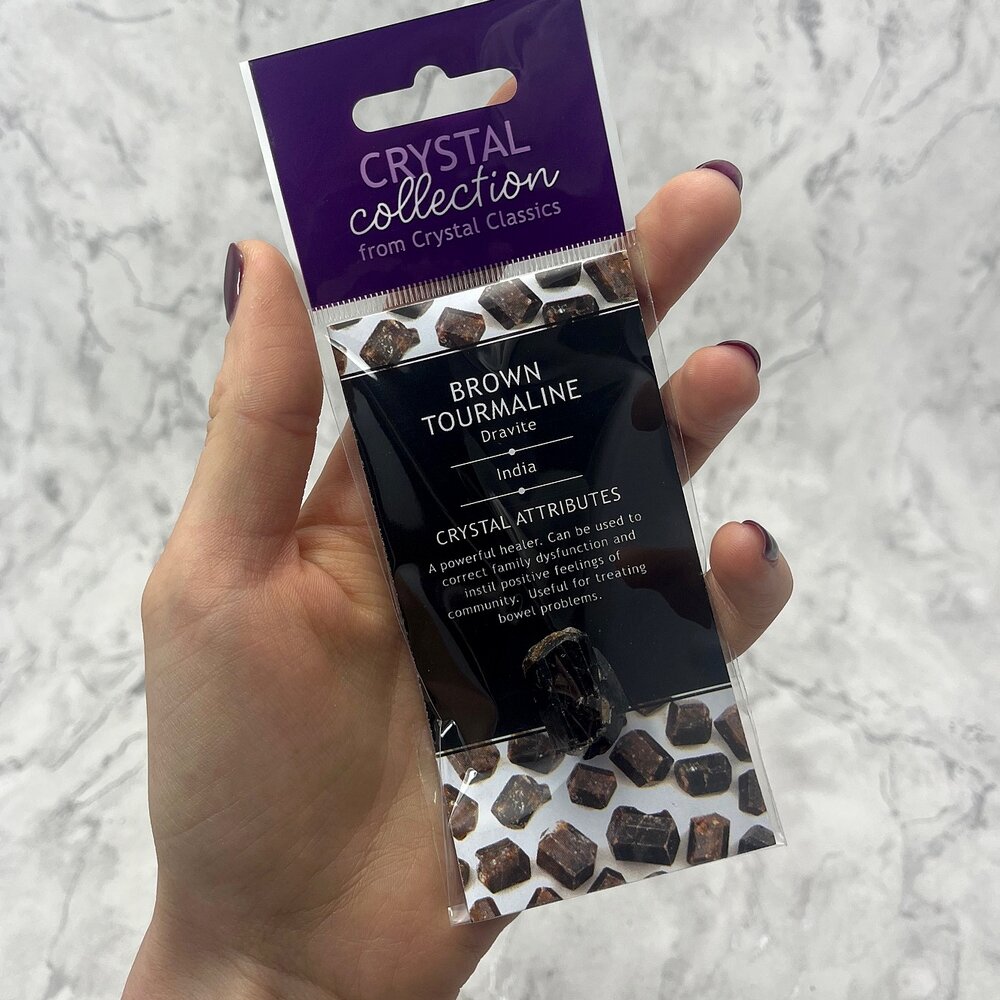 CRYSTAL
collection
from Crystal Classics
BROWN
TOURMALINE
Dravite
India
CRYSTAL ATTRIBUTES
A powerful healer. Can be used to
correct family dysfunction and
instil positive feelings of
community. Useful for treating
bowel problems.